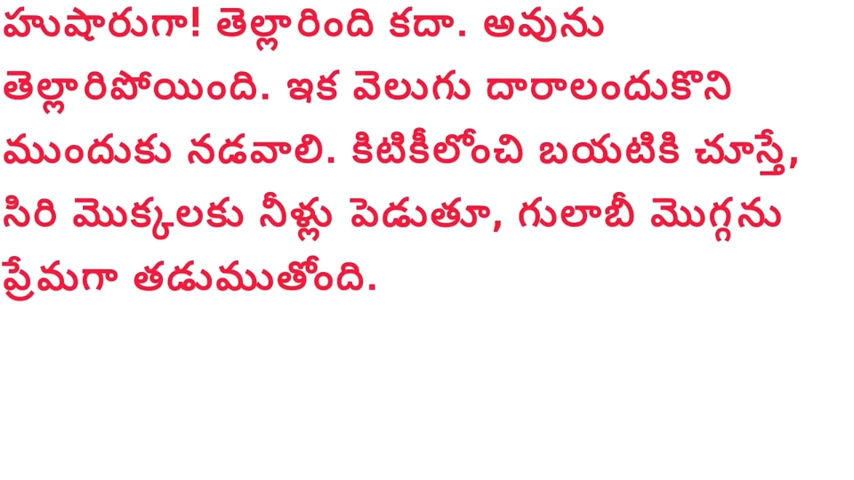 హుషారుగా! తెల్లారింది కదా. అవును
తెల్లారిపోయింది. ఇక వెలుగు దారాలందుకొని
ముందుకు నడవాలి. కిటికీలోంచి బయటికి చూస్తే,
సిరి మొక్కలకు నీళ్లు పెడుతూ, గులాబీ మొగ్గను
ప్రేమగా తడుముతోంది.